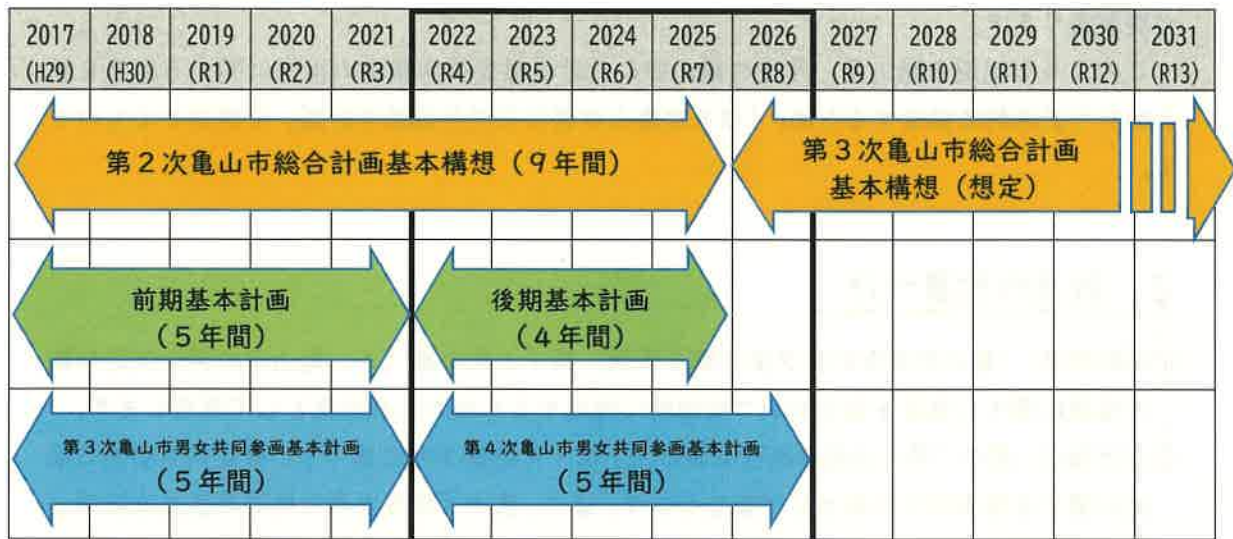 2017 2018 2019 2020 2021 2022 2023 2024 2025 2026 2027 2028 2029 2030 2031
(H29) (H30) (R1) (R2) (R3) (R4) (R5) (R6) (R7) (R8) (R9) (R10) (R11) (R12) (R13)
第2次亀山市総合計画基本構想（9年間）
第3次亀山市総合計画
基本構想（想定）
前期基本計画
（5年間）
後期基本計画
（4年間）
第3次亀山市男女共同参画基本計画
（5年間）
第4次亀山市男女共同参画基本計画
（5年間）